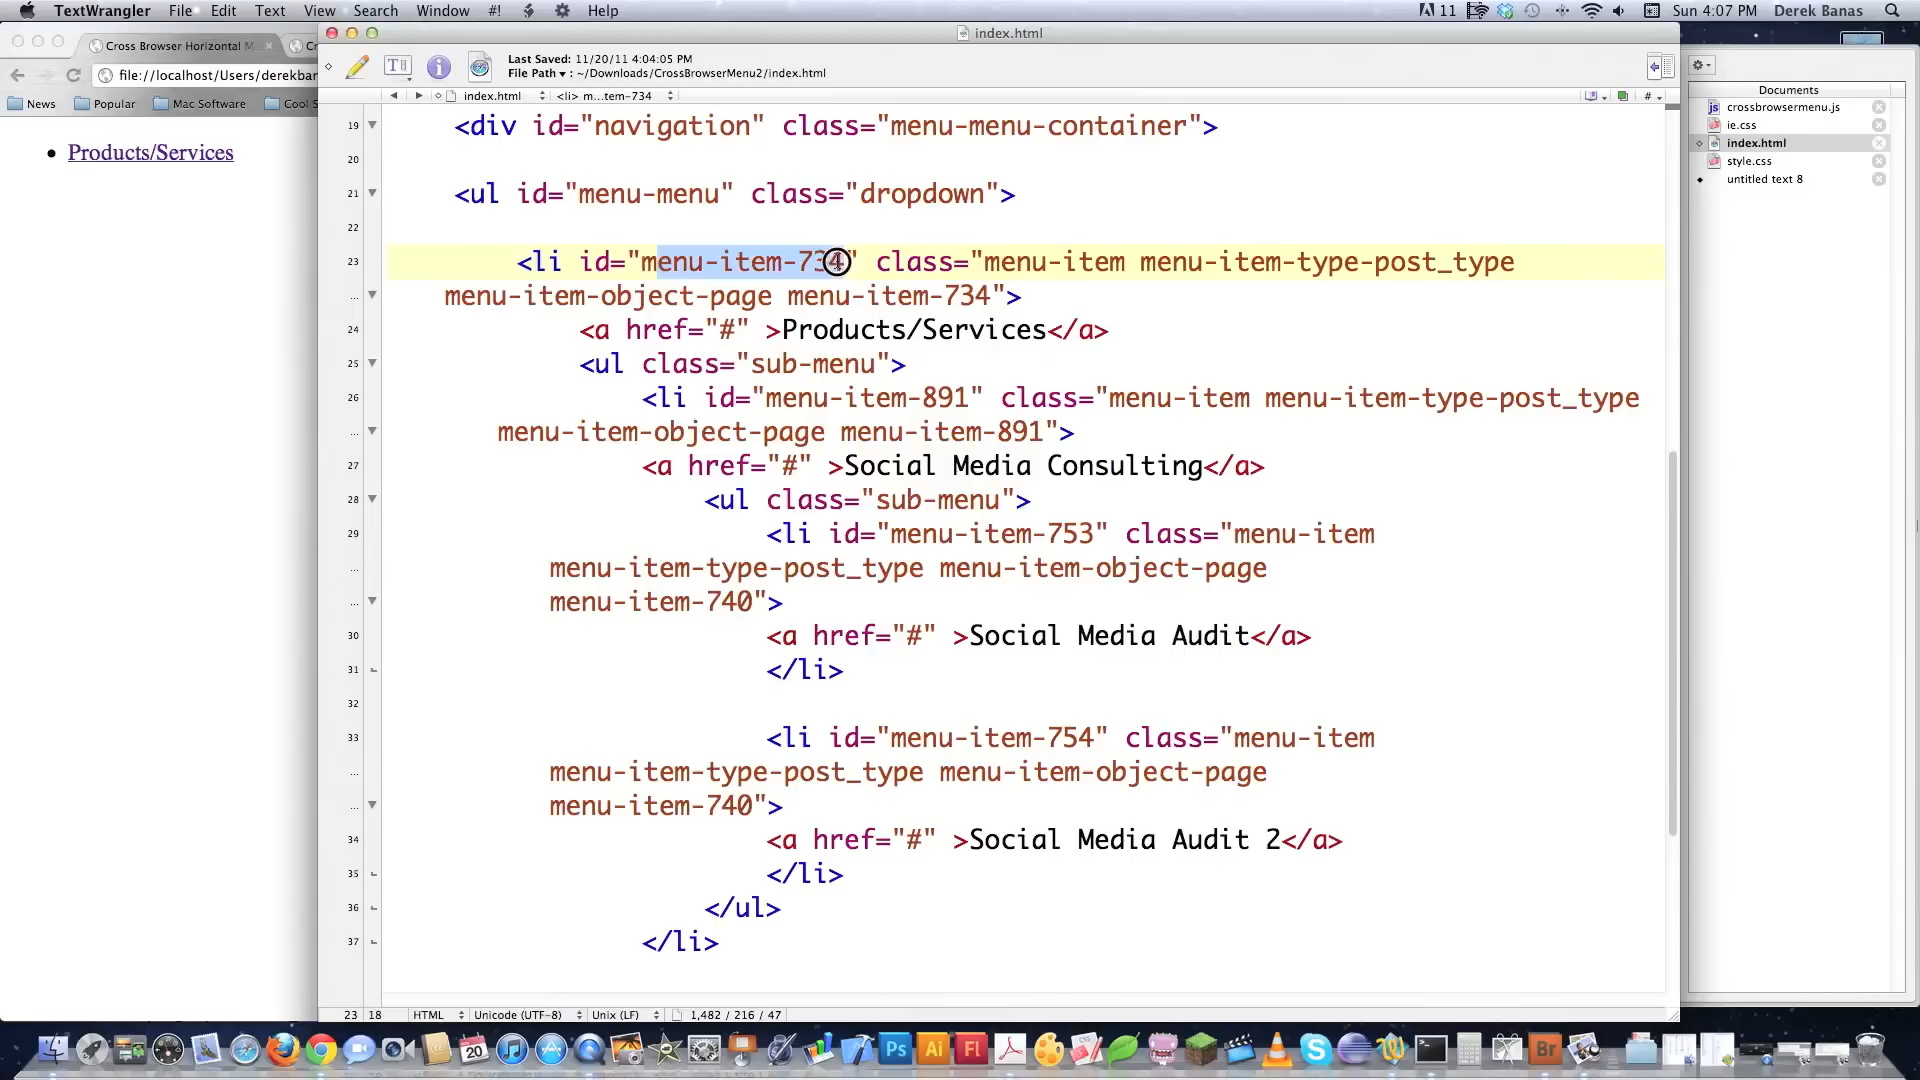 TextWrangler File Edit Text View Search Window #! Help
11 Sun 4:07 PM Derek Banas
Cross Browser Horizontal M
index.html
file://localhost/Users/derekbar
News Popular Mac Software Cool S
Products/Services
Last Saved: 11/20/11 4:04:05 PM
File Path ▾ : ~/Downloads/CrossBrowserMenu2/index.html
index.html <li> m...tem-734 #
19 <div id="navigation" class="menu-menu-container">
20
21 <ul id="menu-menu" class="dropdown">
22
23 <li id="menu-item-734" class="menu-item menu-item-type-post_type
... menu-item-object-page menu-item-734">
24 <a href="#" >Products/Services</a>
25 <ul class="sub-menu">
26 <li id="menu-item-891" class="menu-item menu-item-type-post_type
... menu-item-object-page menu-item-891">
27 <a href="#" >Social Media Consulting</a>
28 <ul class="sub-menu">
29 <li id="menu-item-753" class="menu-item
... menu-item-type-post_type menu-item-object-page
... menu-item-740">
30 <a href="#" >Social Media Audit</a>
31 </li>
32
33 <li id="menu-item-754" class="menu-item
... menu-item-type-post_type menu-item-object-page
... menu-item-740">
34 <a href="#" >Social Media Audit 2</a>
35 </li>
36 </ul>
37 </li>
23 18 HTML Unicode (UTF-8) Unix (LF) 1,482 / 216 / 47
Documents
crossbrowsermenu.js
ie.css
index.html
style.css
untitled text 8
20
Ps Ai Fl
Br